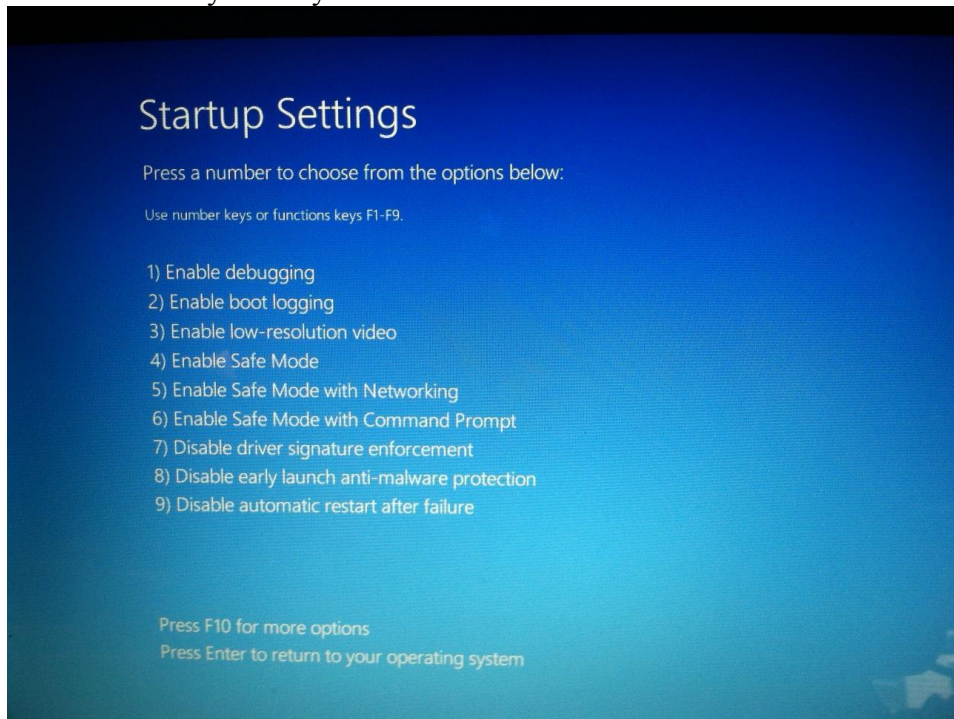 Startup Settings
Press a number to choose from the options below:
Use number keys or functions keys F1-F9.
1) Enable debugging
2) Enable boot logging
3) Enable low-resolution video
4) Enable Safe Mode
5) Enable Safe Mode with Networking
6) Enable Safe Mode with Command Prompt
7) Disable driver signature enforcement
8) Disable early launch anti-malware protection
9) Disable automatic restart after failure
Press F10 for more options
Press Enter to return to your operating system